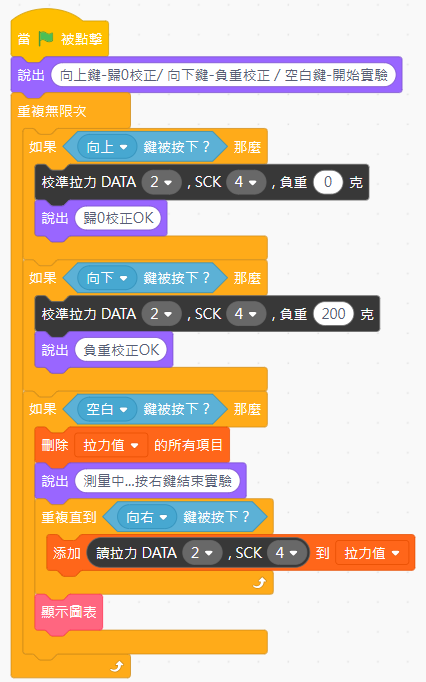 當 被點擊
說出 向上鍵-歸0校正/ 向下鍵-負重校正 / 空白鍵-開始實驗
重複無限次
如果 向上 鍵被按下？ 那麼
校準拉力 DATA 2 , SCK 4 , 負重 0 克
說出 歸0校正OK
如果 向下 鍵被按下？ 那麼
校準拉力 DATA 2 , SCK 4 , 負重 200 克
說出 負重校正OK
如果 空白 鍵被按下？ 那麼
刪除 拉力值 的所有項目
說出 測量中...按右鍵結束實驗
重複直到 向右 鍵被按下？
添加 讀拉力 DATA 2 , SCK 4 到 拉力值
顯示圖表